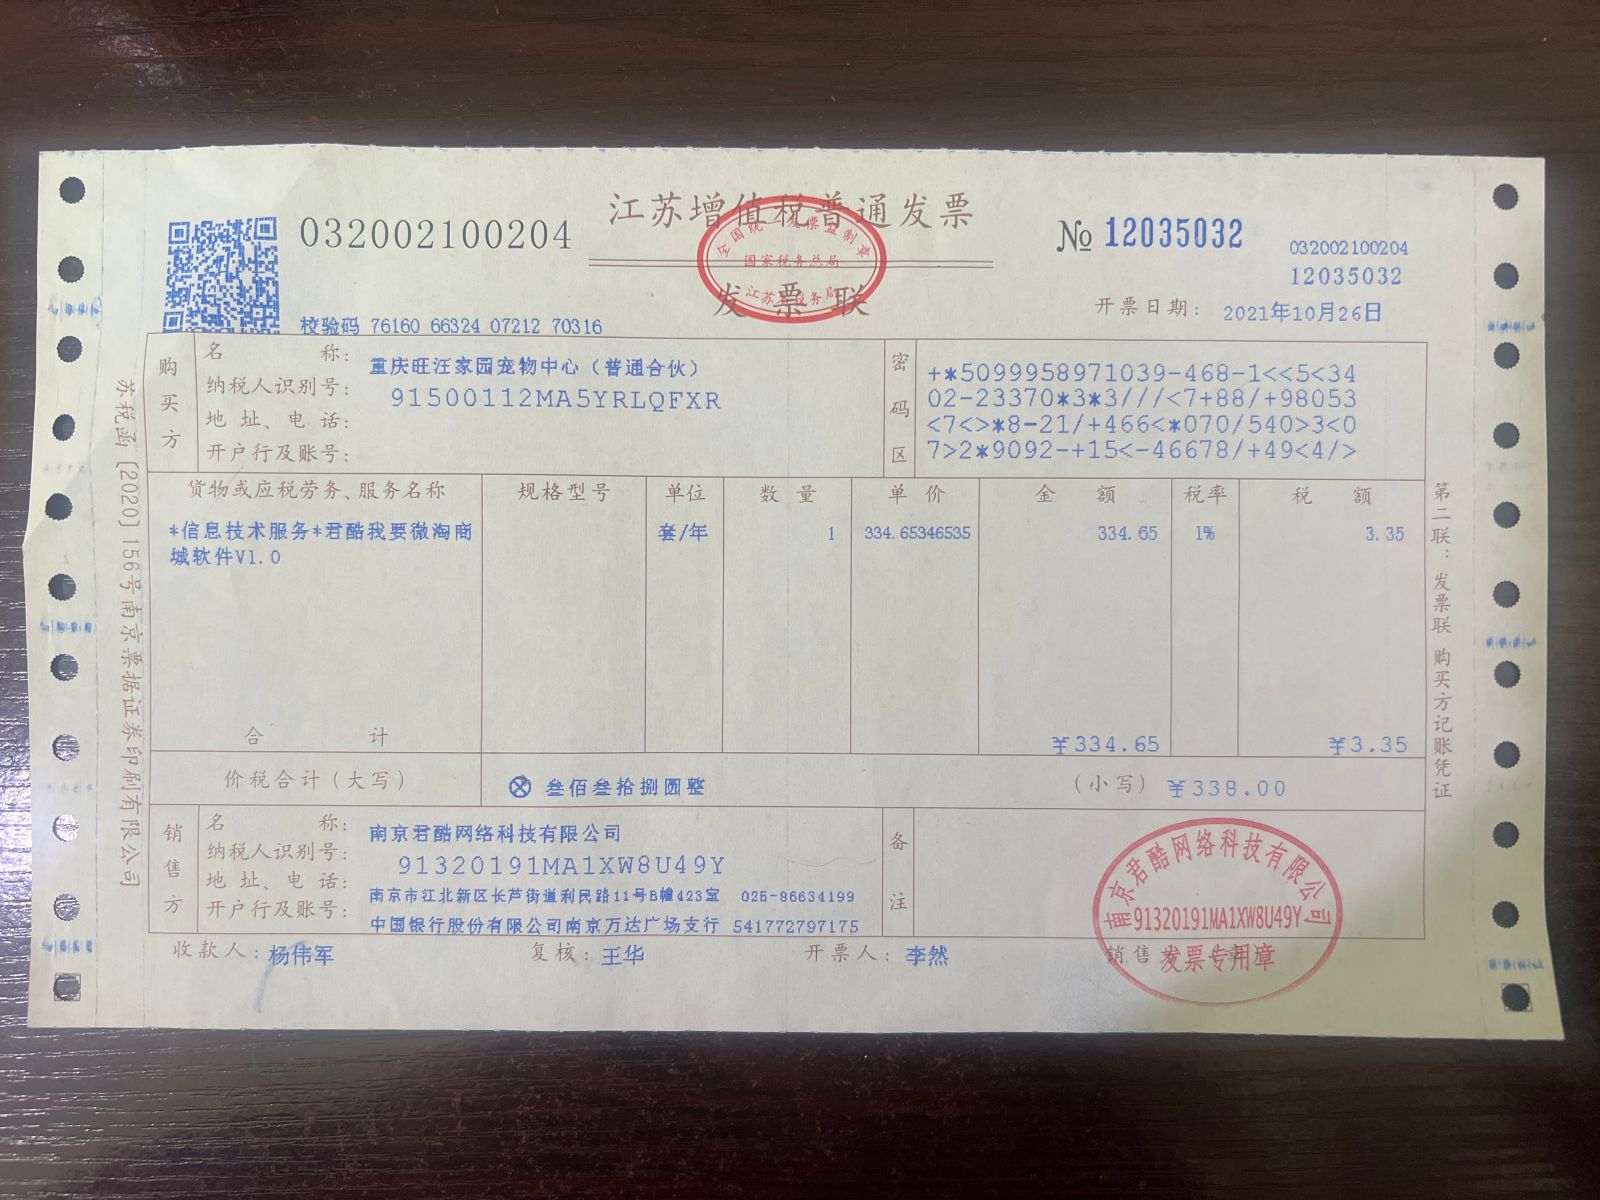 江苏增值税普通发票
032002100204
№ 12035032
032002100204
12035032
全国统一发票监制章
国家税务总局
江苏省税务局
发票联
开票日期: 2021年10月26日
校验码 76160 66324 07212 70316
购买方
名称: 重庆旺汪家园宠物中心（普通合伙）
纳税人识别号: 91500112MA5YRLQFXR
地址、电话:
开户行及账号:
密码区
+*5099958971039-468-1<<5<34
02-23370*3*3///<7+88/+98053
<7<>*8-21/+466<*070/540>3<0
7>2*9092-+15<-46678/+49<4/>
货物或应税劳务、服务名称 规格型号 单位 数量 单价 金额 税率 税额
*信息技术服务*君酷我要微淘商 套/年 1 334.65346535 334.65 1% 3.35
城软件V1.0
合计 ¥334.65 ¥3.35
价税合计（大写） ⊗ 叁佰叁拾捌圆整 （小写） ¥338.00
销售方
名称: 南京君酷网络科技有限公司
纳税人识别号: 91320191MA1XW8U49Y
地址、电话: 南京市江北新区长芦街道利民路11号B幢423室 025-86634199
开户行及账号: 中国银行股份有限公司南京万达广场支行 541772797175
备注
收款人: 杨伟军 复核: 王华 开票人: 李然 销售
南京君酷网络科技有限公司
91320191MA1XW8U49Y
发票专用章
苏税函[2020]156号南京票据证券印刷有限公司
第二联: 发票联 购买方记账凭证